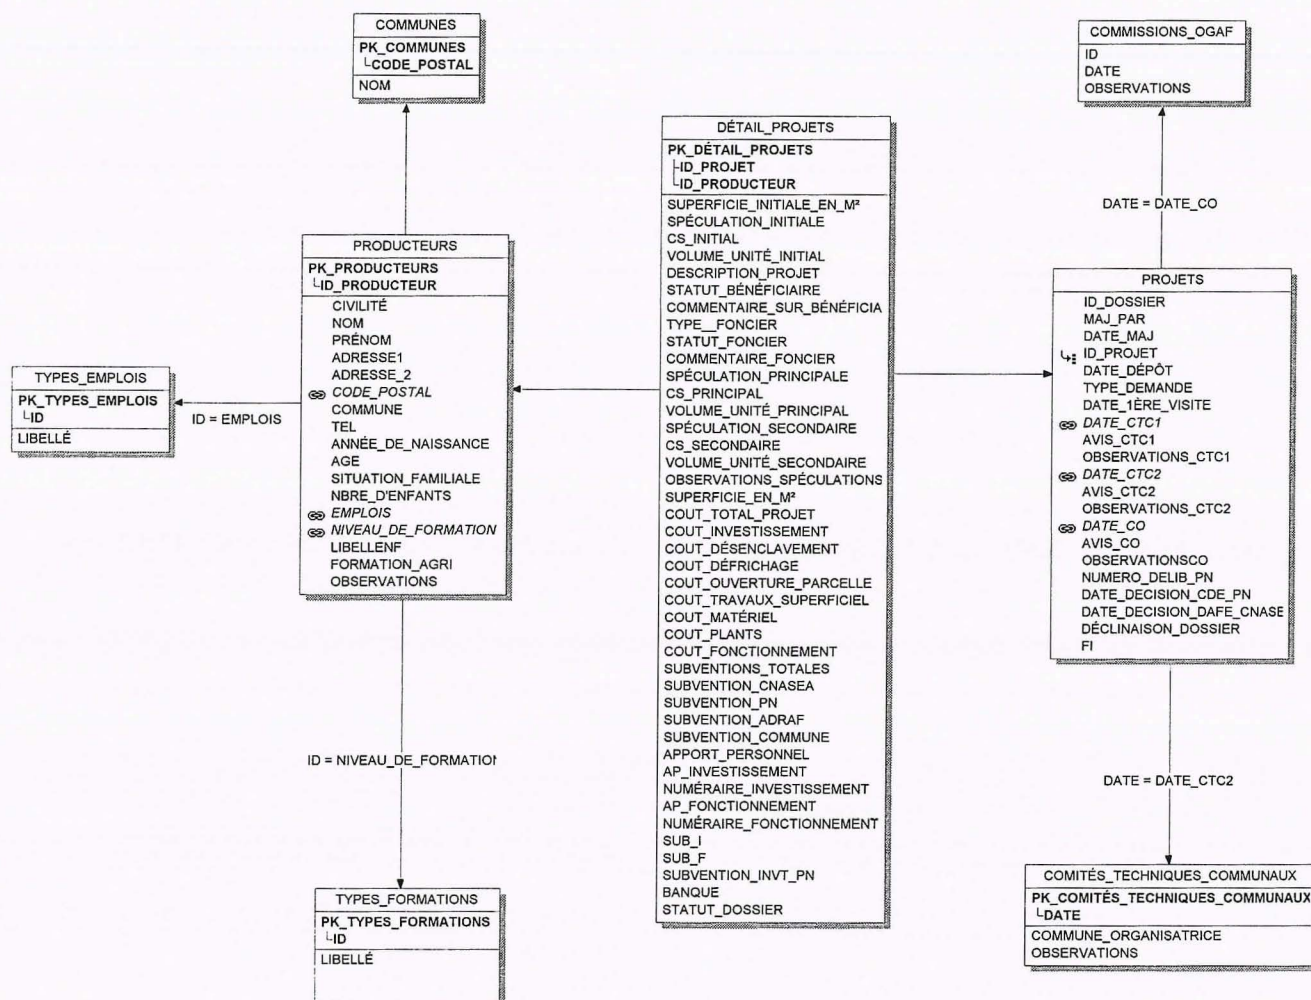 COMMUNES
PK_COMMUNES
CODE_POSTAL
NOM
COMMISSIONS_OGAF
ID
DATE
OBSERVATIONS
DATE = DATE_CO
DÉTAIL_PROJETS
PK_DÉTAIL_PROJETS
ID_PROJET
ID_PRODUCTEUR
SUPERFICIE_INITIALE_EN_M²
SPÉCULATION_INITIALE
CS_INITIAL
VOLUME_UNITÉ_INITIAL
DESCRIPTION_PROJET
STATUT_BÉNÉFICIAIRE
COMMENTAIRE_SUR_BÉNÉFICIA
TYPE__FONCIER
STATUT_FONCIER
COMMENTAIRE_FONCIER
SPÉCULATION_PRINCIPALE
CS_PRINCIPAL
VOLUME_UNITÉ_PRINCIPAL
SPÉCULATION_SECONDAIRE
CS_SECONDAIRE
VOLUME_UNITÉ_SECONDAIRE
OBSERVATIONS_SPÉCULATIONS
SUPERFICIE_EN_M²
COUT_TOTAL_PROJET
COUT_INVESTISSEMENT
COUT_DÉSENCLAVEMENT
COUT_DÉFRICHAGE
COUT_OUVERTURE_PARCELLE
COUT_TRAVAUX_SUPERFICIEL
COUT_MATÉRIEL
COUT_PLANTS
COUT_FONCTIONNEMENT
SUBVENTIONS_TOTALES
SUBVENTION_CNASEA
SUBVENTION_PN
SUBVENTION_ADRAF
SUBVENTION_COMMUNE
APPORT_PERSONNEL
AP_INVESTISSEMENT
NUMÉRAIRE_INVESTISSEMENT
AP_FONCTIONNEMENT
NUMÉRAIRE_FONCTIONNEMENT
SUB_I
SUB_F
SUBVENTION_INVT_PN
BANQUE
STATUT_DOSSIER
PRODUCTEURS
PK_PRODUCTEURS
ID_PRODUCTEUR
CIVILITÉ
NOM
PRÉNOM
ADRESSE1
ADRESSE_2
CODE_POSTAL
COMMUNE
TEL
ANNÉE_DE_NAISSANCE
AGE
SITUATION_FAMILIALE
NBRE_D'ENFANTS
EMPLOIS
NIVEAU_DE_FORMATION
LIBELLENF
FORMATION_AGRI
OBSERVATIONS
TYPES_EMPLOIS
PK_TYPES_EMPLOIS
ID
LIBELLÉ
ID = EMPLOIS
PROJETS
ID_DOSSIER
MAJ_PAR
DATE_MAJ
ID_PROJET
DATE_DÉPÔT
TYPE_DEMANDE
DATE_1ÈRE_VISITE
DATE_CTC1
AVIS_CTC1
OBSERVATIONS_CTC1
DATE_CTC2
AVIS_CTC2
OBSERVATIONS_CTC2
DATE_CO
AVIS_CO
OBSERVATIONSCO
NUMERO_DELIB_PN
DATE_DECISION_CDE_PN
DATE_DECISION_DAFE_CNASE
DÉCLINAISON_DOSSIER
FI
ID = NIVEAU_DE_FORMATION
DATE = DATE_CTC2
TYPES_FORMATIONS
PK_TYPES_FORMATIONS
ID
LIBELLÉ
COMITÉS_TECHNIQUES_COMMUNAUX
PK_COMITÉS_TECHNIQUES_COMMUNAUX
DATE
COMMUNE_ORGANISATRICE
OBSERVATIONS